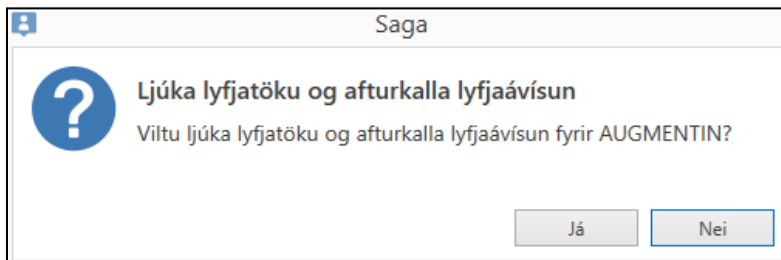 Saga
Ljúka lyfjatöku og afturkalla lyfjaávísun
Viltu ljúka lyfjatöku og afturkalla lyfjaávísun fyrir AUGMENTIN?
Já
Nei